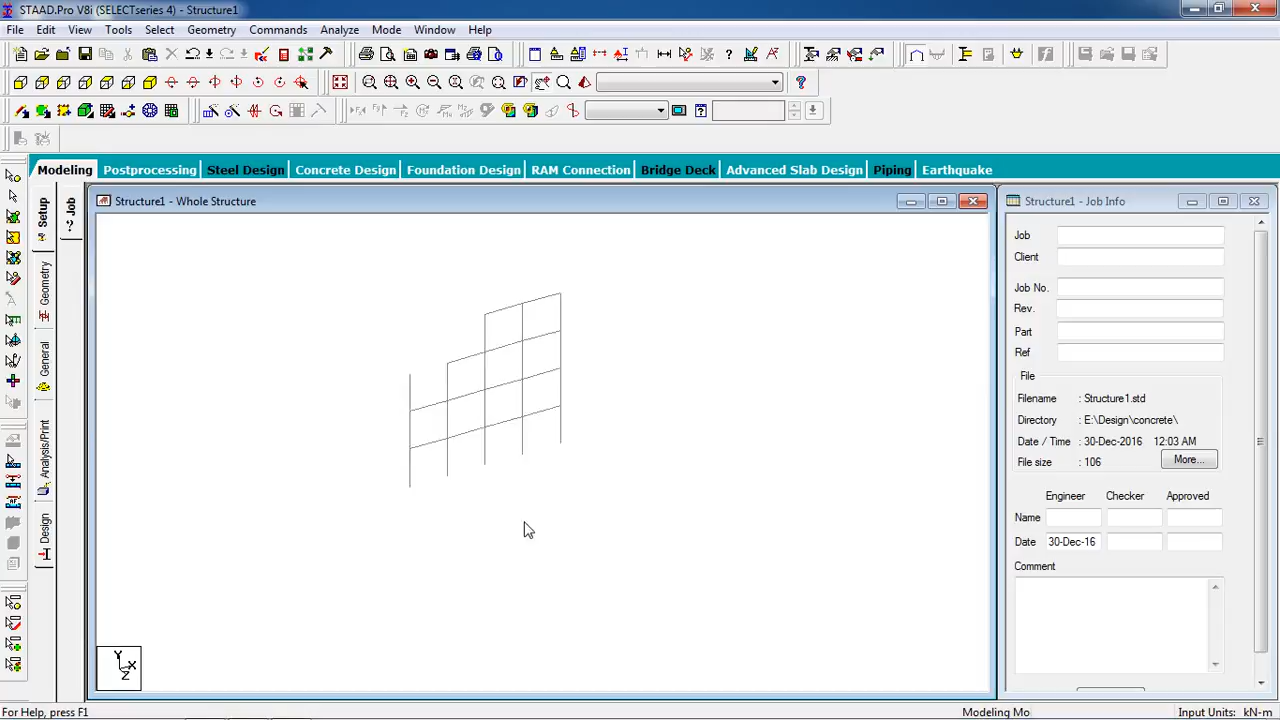 STAAD.Pro V8i (SELECTseries 4) - Structure1
File Edit View Tools Select Geometry Commands Analyze Mode Window Help
Modeling Postprocessing Steel Design Concrete Design Foundation Design RAM Connection Bridge Deck Advanced Slab Design Piping Earthquake
Setup
Job
Geometry
General
Analysis/Print
Design
Structure1 - Whole Structure
Y
X
Z
Structure1 - Job Info
Job
Client
Job No.
Rev.
Part
Ref
File
Filename : Structure1.std
Directory : E:\Design\concrete\
Date / Time : 30-Dec-2016 12:03 AM
File size : 106
More...
Engineer Checker Approved
Name
Date 30-Dec-16
Comment
For Help, press F1 Modeling Mo Input Units: kN-m